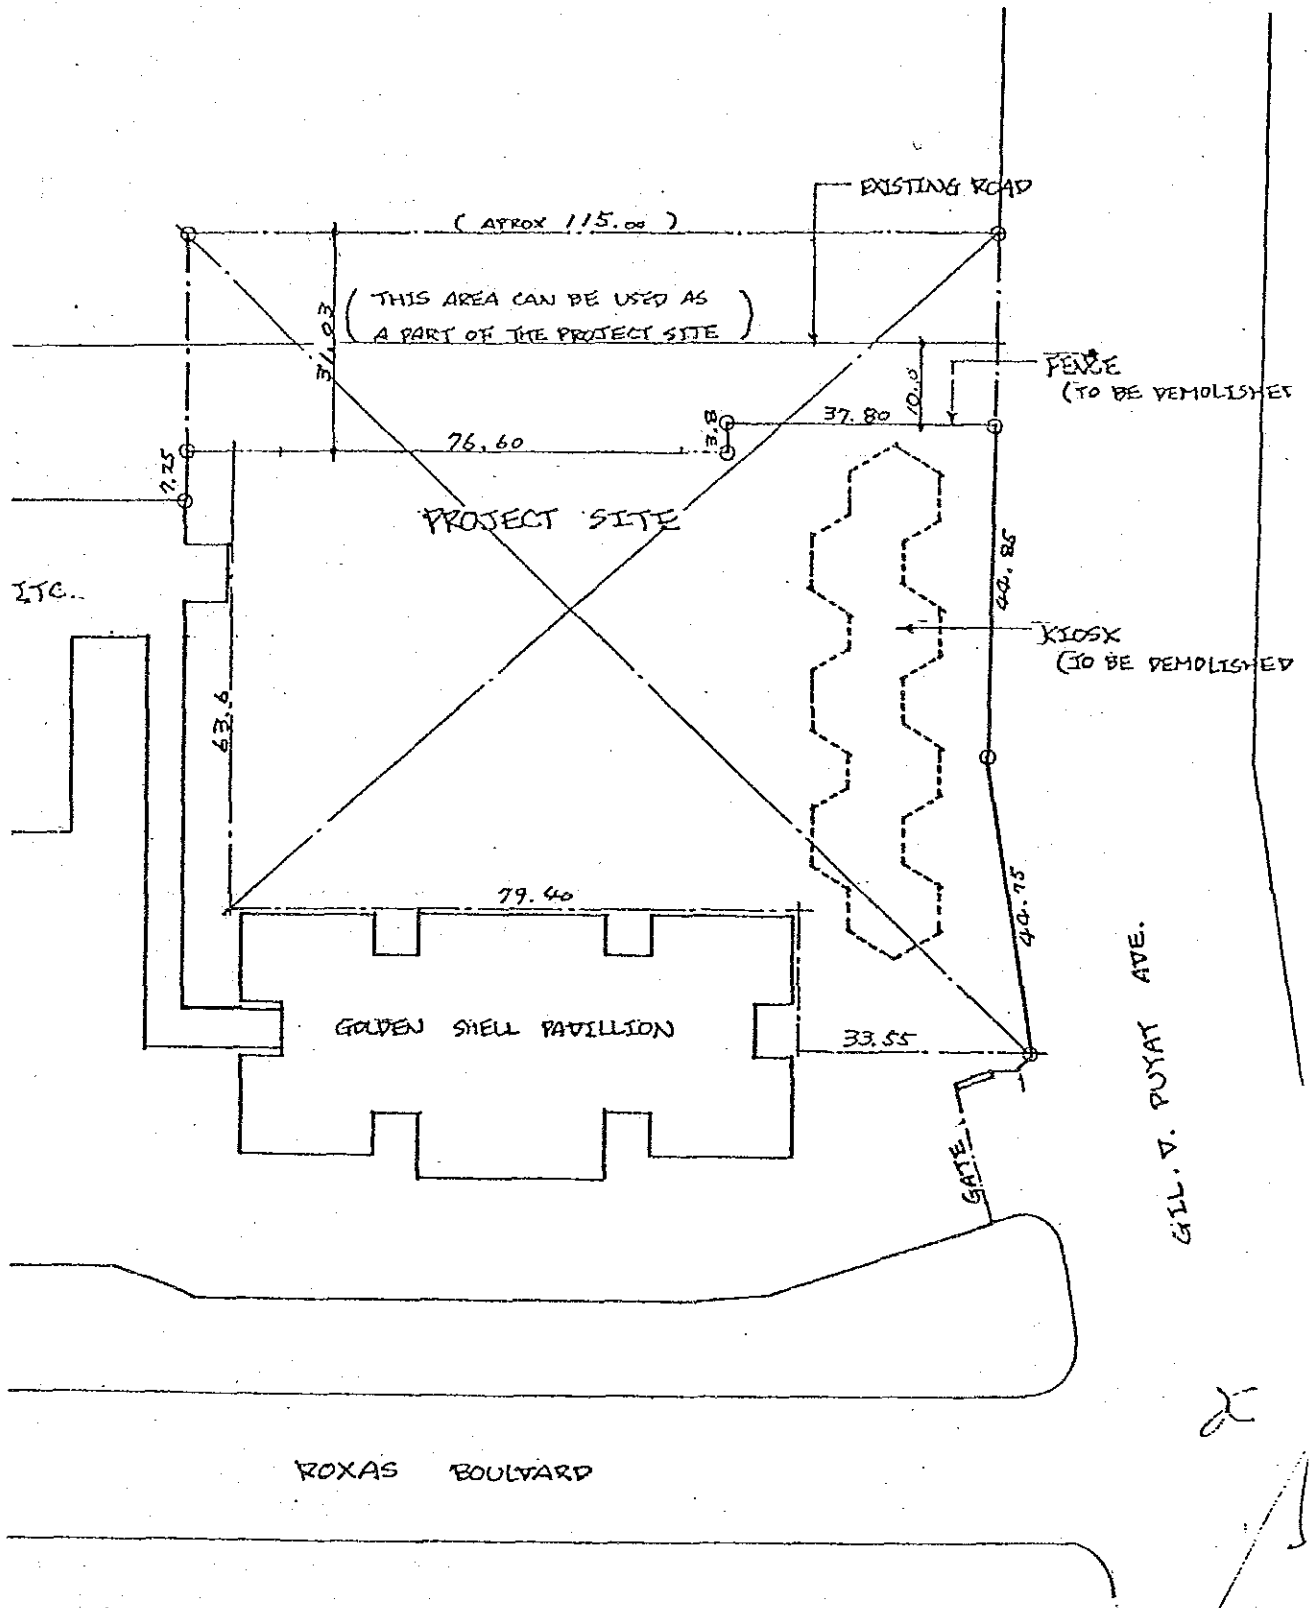 EXISTING ROAD
( APROX 115.00 )
( THIS AREA CAN BE USED AS
A PART OF THE PROJECT SITE )
31.03
FENCE
(TO BE DEMOLISHED
10.0
37.80
3.8
76.60
7.25
PROJECT SITE
44.85
ITC..
KIOSK
(TO BE DEMOLISHED
63.6
79.40
44.75
GOLDEN SHELL PAVILLION
33.55
GIL. D. PUYAT AVE.
GATE
ROXAS BOULVARD